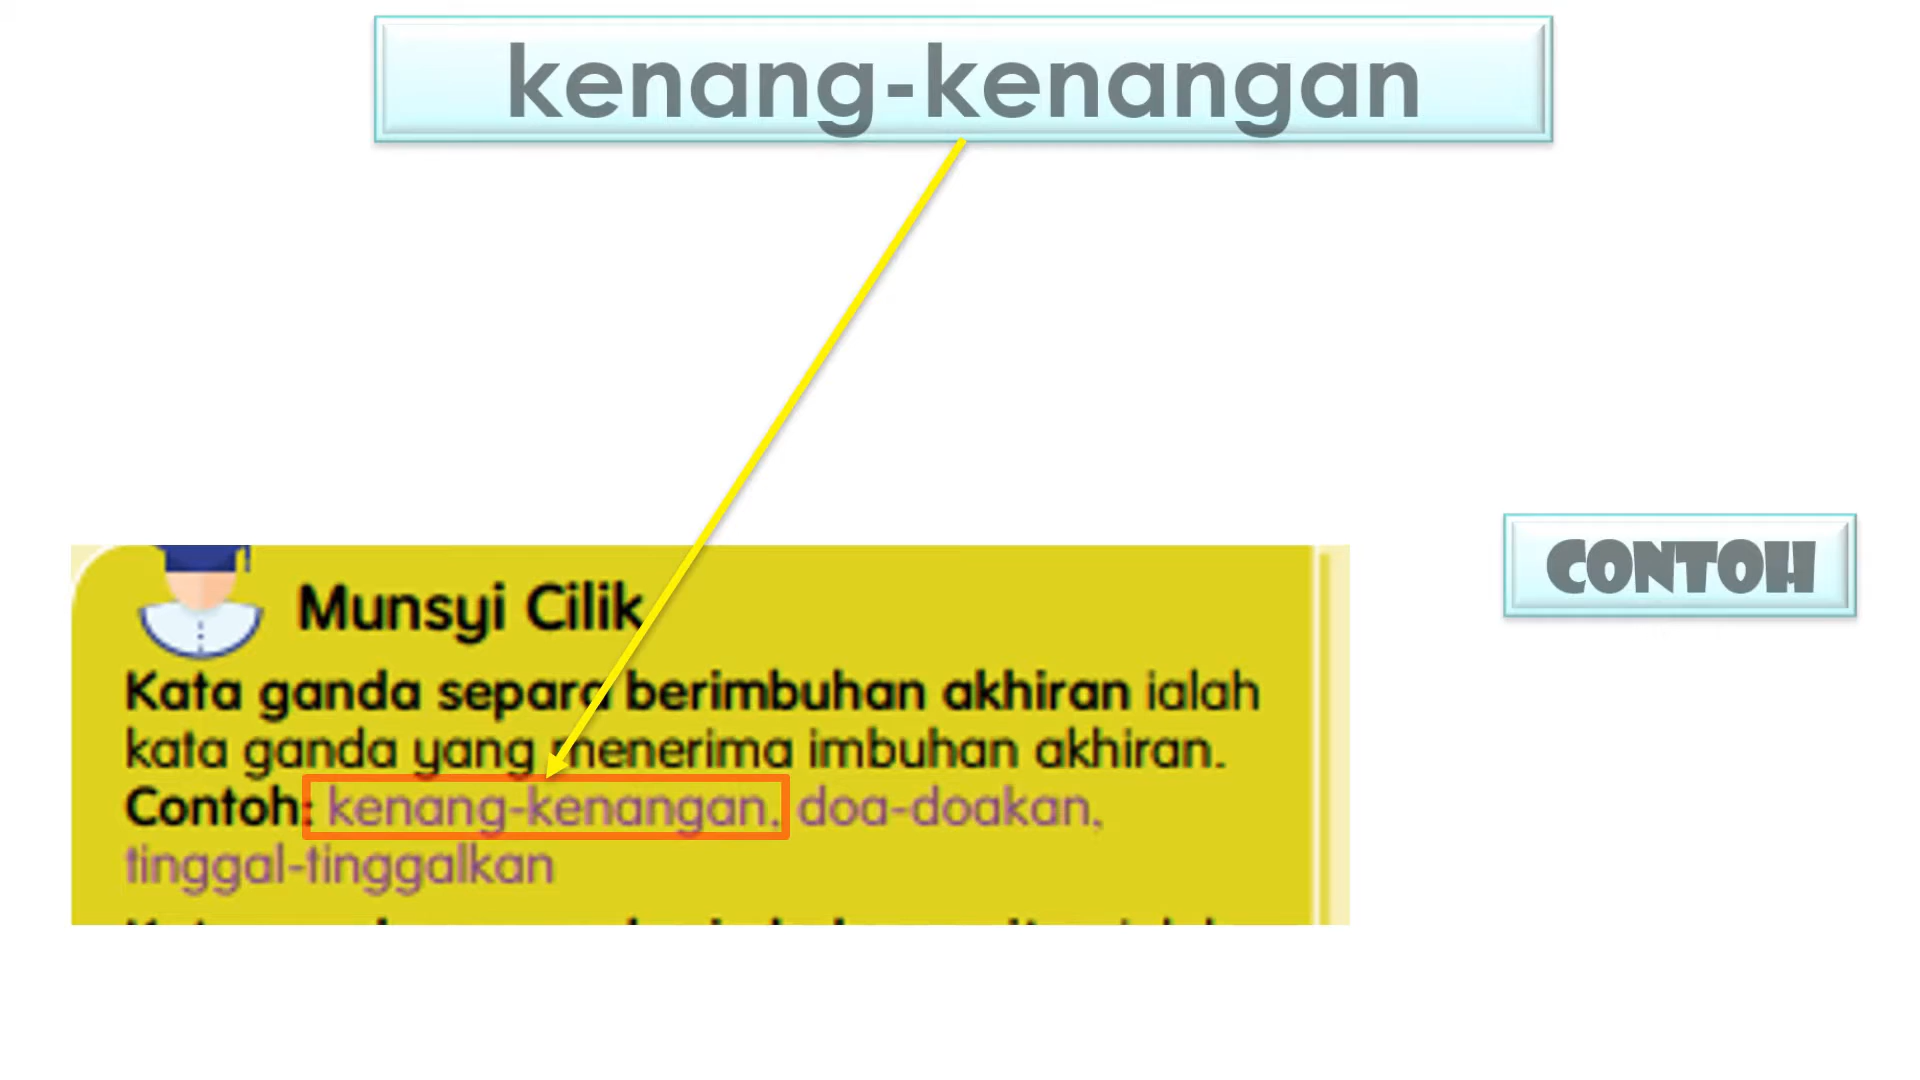 kenang-kenangan
CONTOH
Munsyi Cilik
Kata ganda separa berimbuhan akhiran ialah
kata ganda yang menerima imbuhan akhiran.
Contoh: kenang-kenangan, doa-doakan,
tinggal-tinggalkan